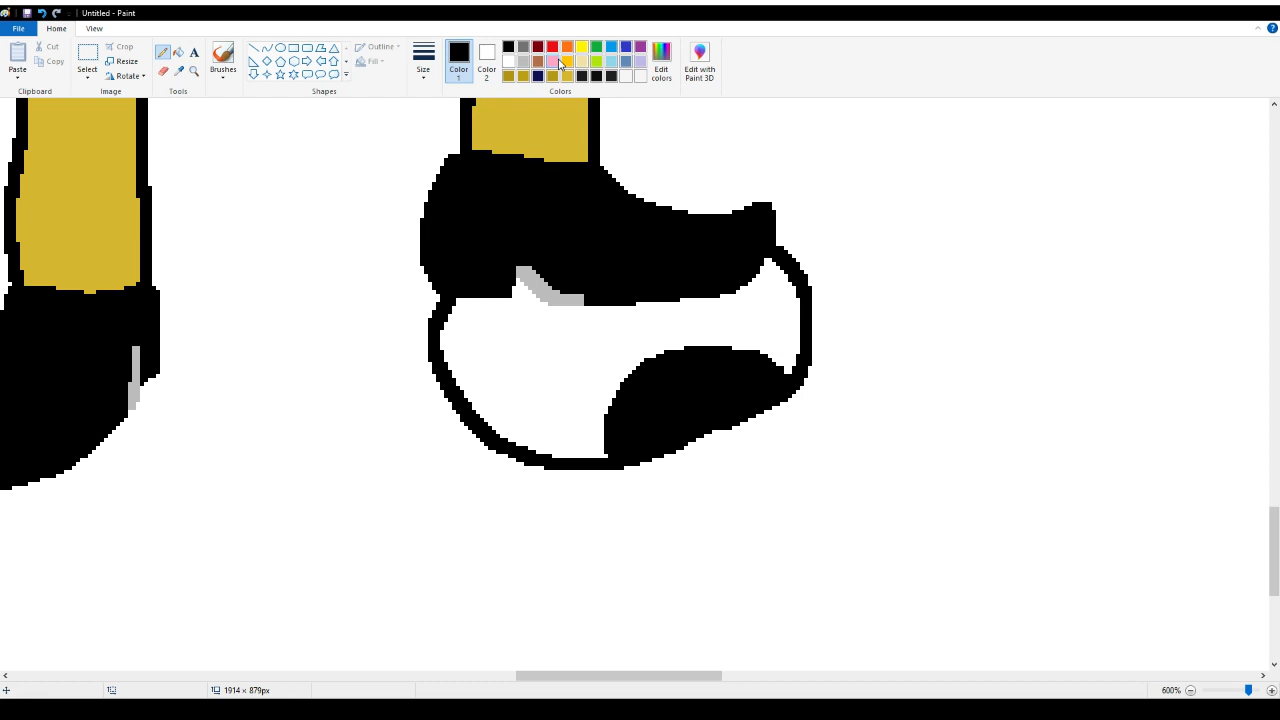 Untitled - Paint
File Home View
Paste Cut Copy Clipboard
Select Crop Resize Rotate Image
Tools
Brushes
Outline Fill Shapes
Size
Color 1 Color 2 Colors
Edit colors
Edit with Paint 3D
1914 × 879px 600%